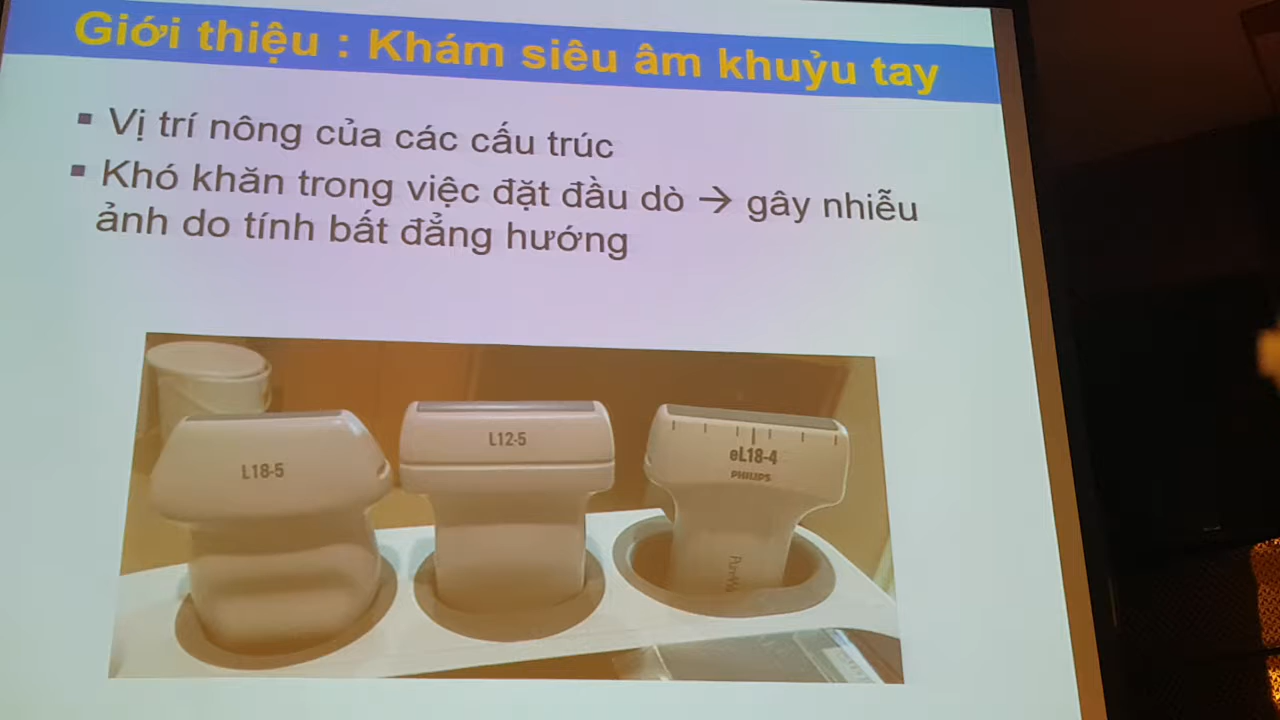 Giới thiệu : Khám siêu âm khuỷu tay
▪ Vị trí nông của các cấu trúc
▪ Khó khăn trong việc đặt đầu dò → gây nhiễu
ảnh do tính bất đẳng hướng
L18-5
L12-5
eL18-4
PHILIPS